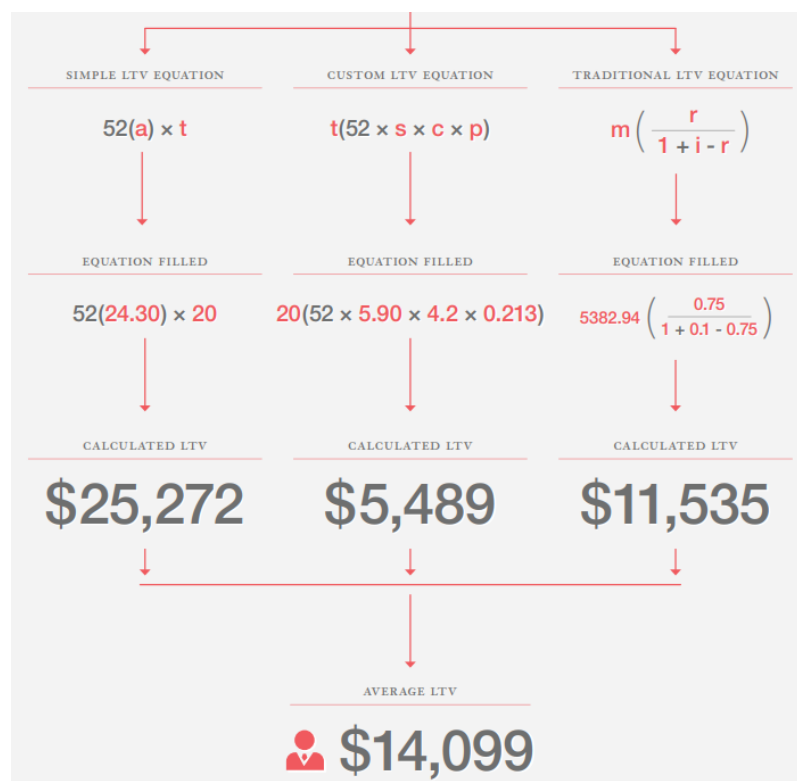 SIMPLE LTV EQUATION
52(a) × t
EQUATION FILLED
52(24.30) × 20
CALCULATED LTV
$25,272
CUSTOM LTV EQUATION
t(52 × s × c × p)
EQUATION FILLED
20(52 × 5.90 × 4.2 × 0.213)
CALCULATED LTV
$5,489
TRADITIONAL LTV EQUATION
m ( r
1 + i - r )
EQUATION FILLED
5382.94 ( 0.75
1 + 0.1 - 0.75 )
CALCULATED LTV
$11,535
AVERAGE LTV
$14,099